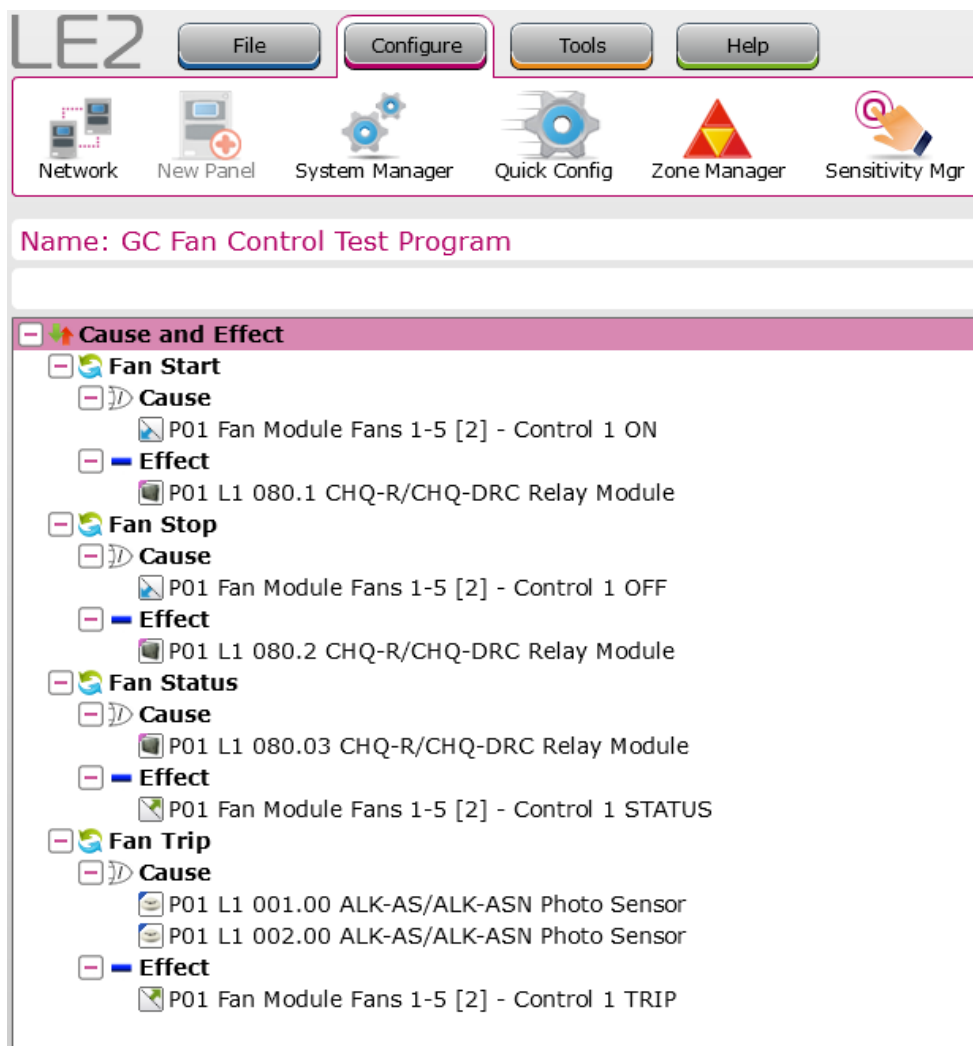 LE2 File Configure Tools Help
Network New Panel System Manager Quick Config Zone Manager Sensitivity Mgr
Name: GC Fan Control Test Program
Cause and Effect
Fan Start
Cause
P01 Fan Module Fans 1-5 [2] - Control 1 ON
Effect
P01 L1 080.1 CHQ-R/CHQ-DRC Relay Module
Fan Stop
Cause
P01 Fan Module Fans 1-5 [2] - Control 1 OFF
Effect
P01 L1 080.2 CHQ-R/CHQ-DRC Relay Module
Fan Status
Cause
P01 L1 080.03 CHQ-R/CHQ-DRC Relay Module
Effect
P01 Fan Module Fans 1-5 [2] - Control 1 STATUS
Fan Trip
Cause
P01 L1 001.00 ALK-AS/ALK-ASN Photo Sensor
P01 L1 002.00 ALK-AS/ALK-ASN Photo Sensor
Effect
P01 Fan Module Fans 1-5 [2] - Control 1 TRIP